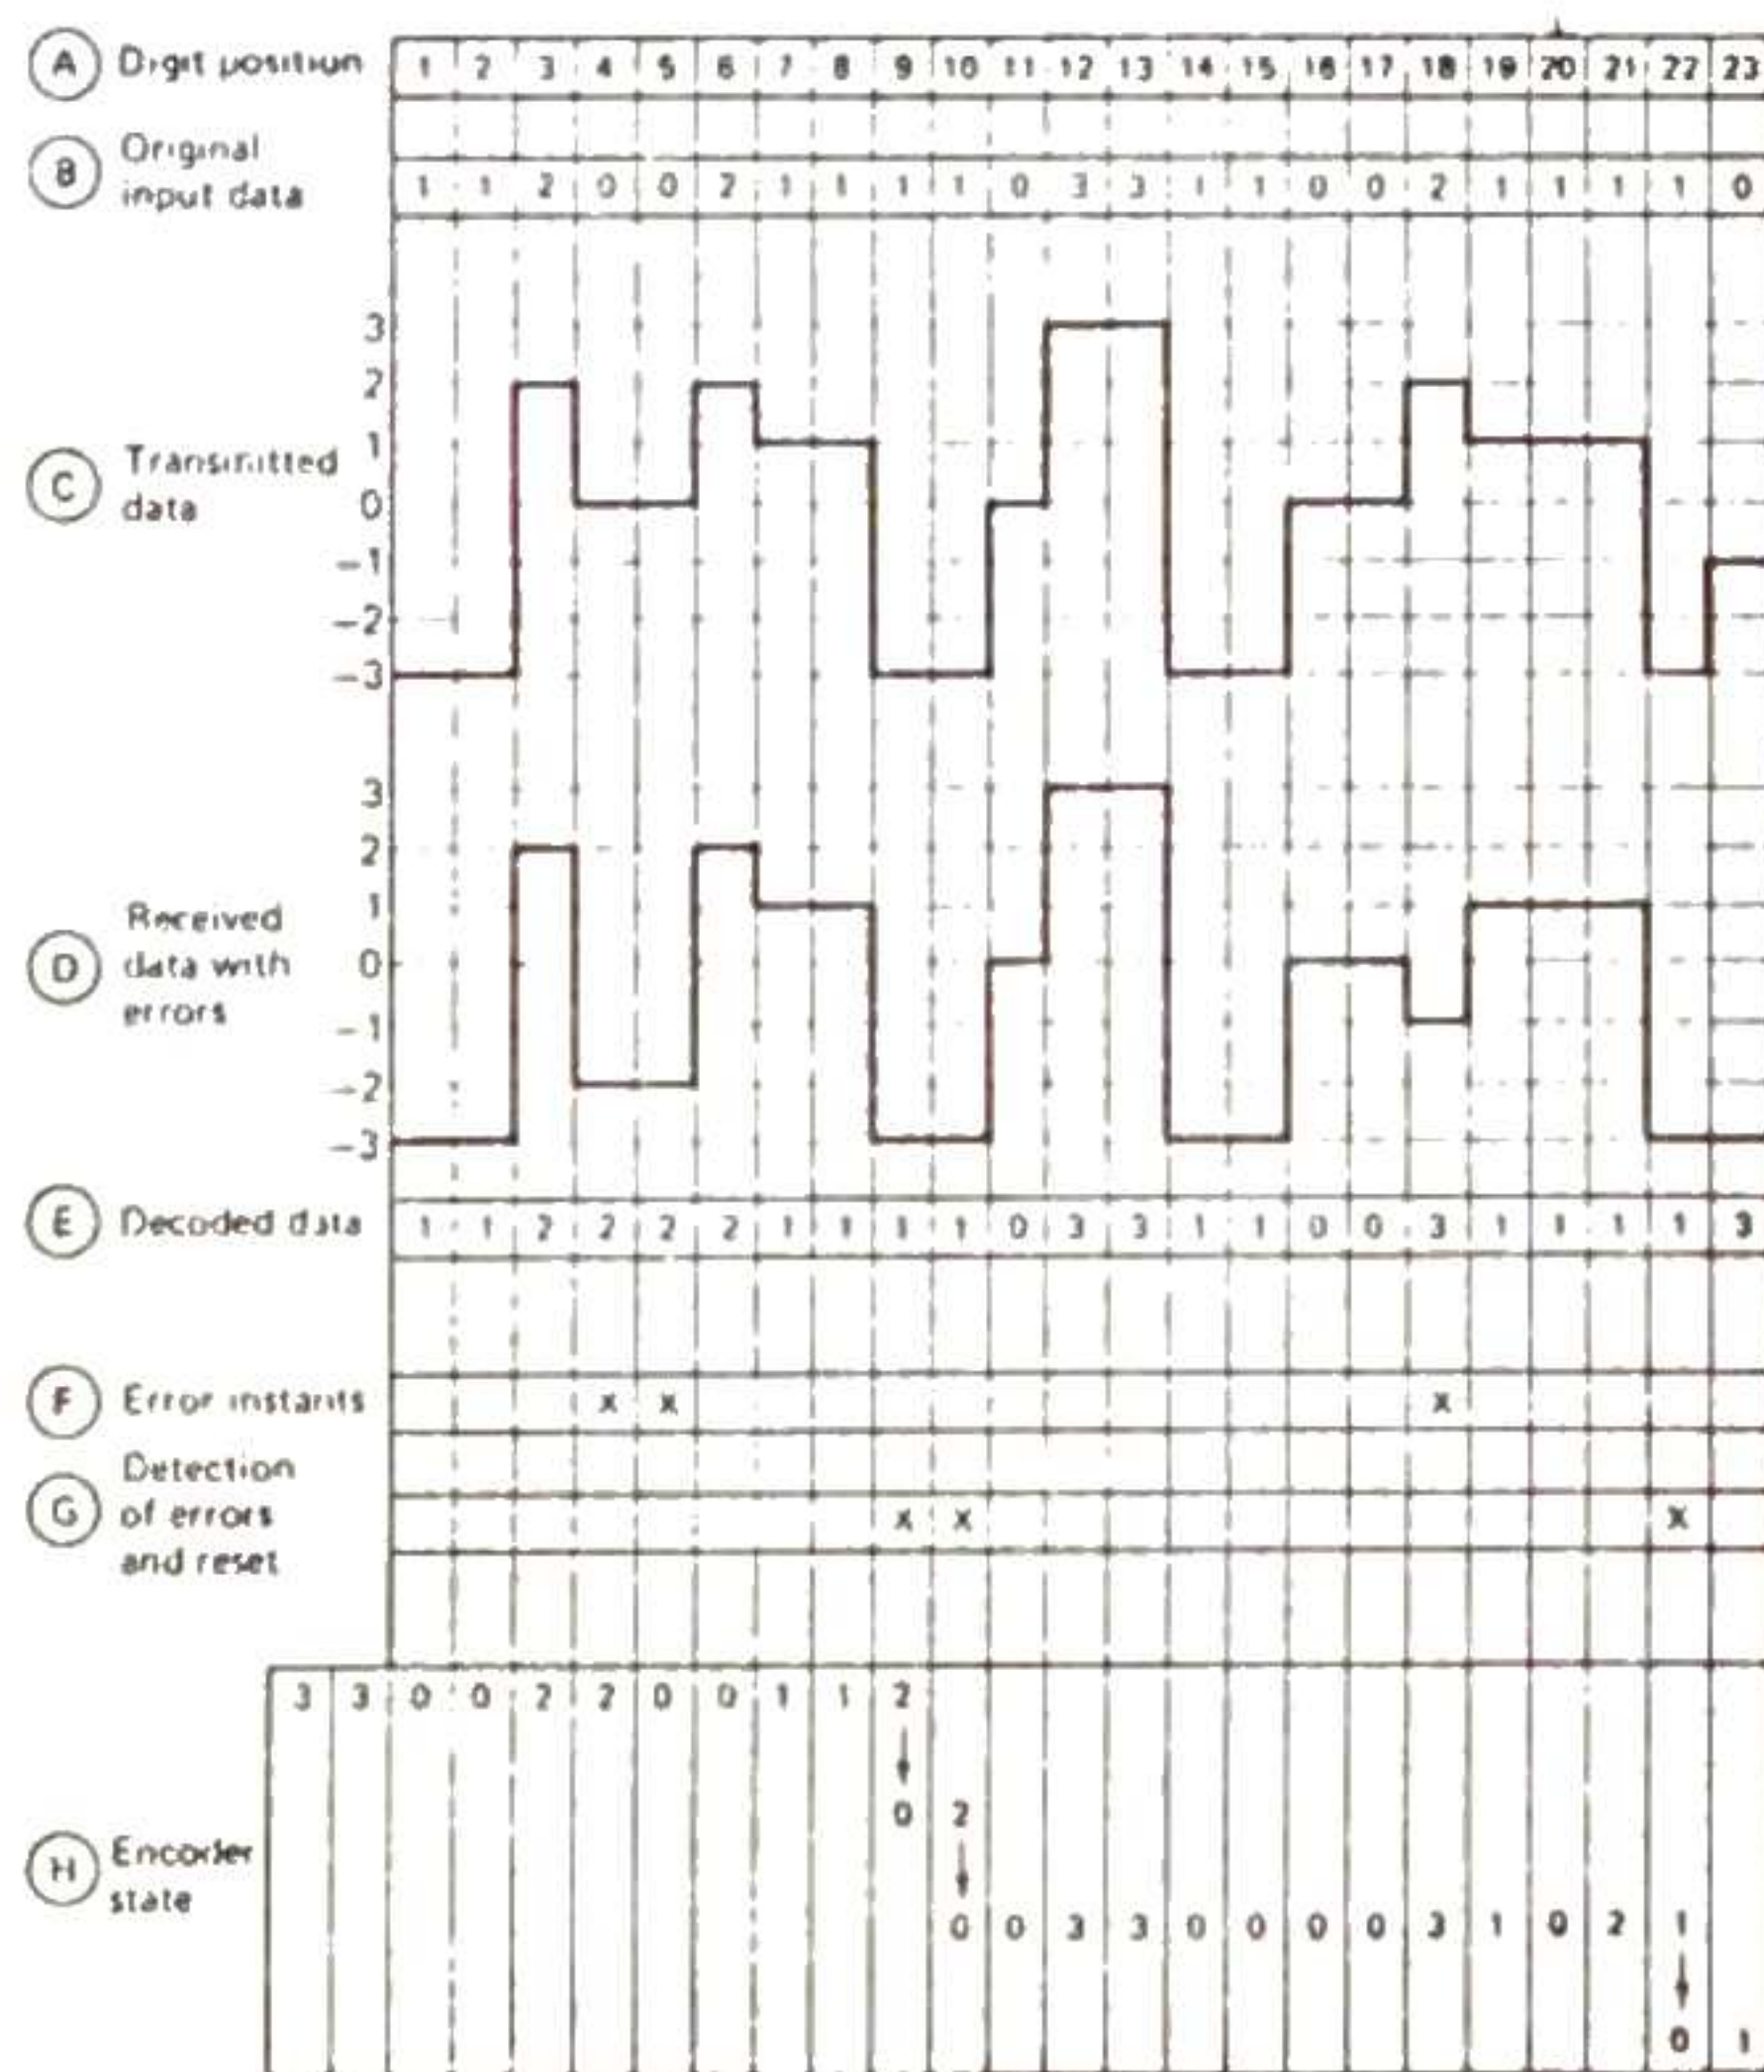 A Digit position 1 2 3 4 5 6 7 8 9 10 11 12 13 14 15 16 17 18 19 20 21 22 23
B Original
input data 1 1 2 0 0 2 1 1 1 1 0 3 3 1 1 0 0 2 1 1 1 1 0
3
2
1
C Transmitted
data
0
-1
-2
-3
3
2
1
D Received
data with
errors
0
-1
-2
-3
E Decoded data 1 1 2 2 2 2 1 1 1 1 0 3 3 1 1 0 0 3 1 1 1 1 3
F Error instants x x x
G Detection
of errors
and reset
x x x
3 3 0 0 2 2 0 0 1 1 2
0 2
H Encoder
state
0 0 3 3 0 0 0 0 3 1 0 2 1
0 1